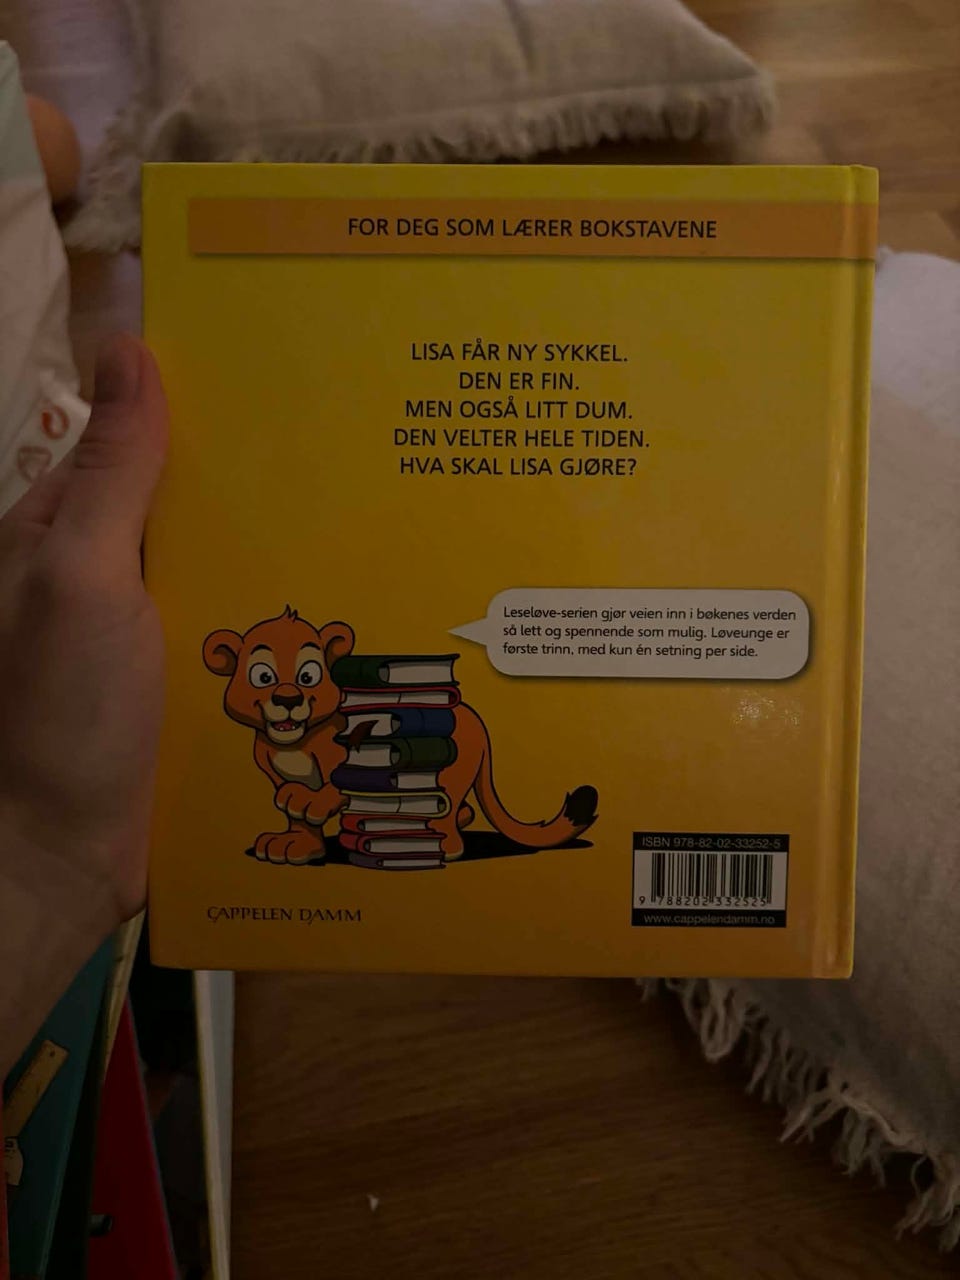 FOR DEG SOM LÆRER BOKSTAVENE
LISA FÅR NY SYKKEL.
DEN ER FIN.
MEN OGSÅ LITT DUM.
DEN VELTER HELE TIDEN.
HVA SKAL LISA GJØRE?
Leseløve-serien gjør veien inn i bøkenes verden
så lett og spennende som mulig. Løveunge er
første trinn, med kun én setning per side.
ISBN 978-82-02-33252-5
9 788202 332525
www.cappelendamm.no
CAPPELEN DAMM